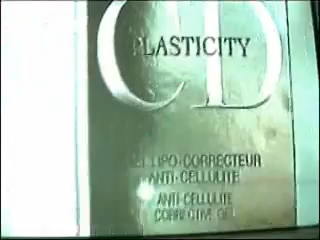 CD
PLASTICITY
LIPO-CORRECTEUR
ANTI-CELLULITE
ANTI-CELLULITE
CORRECTIVE GEL